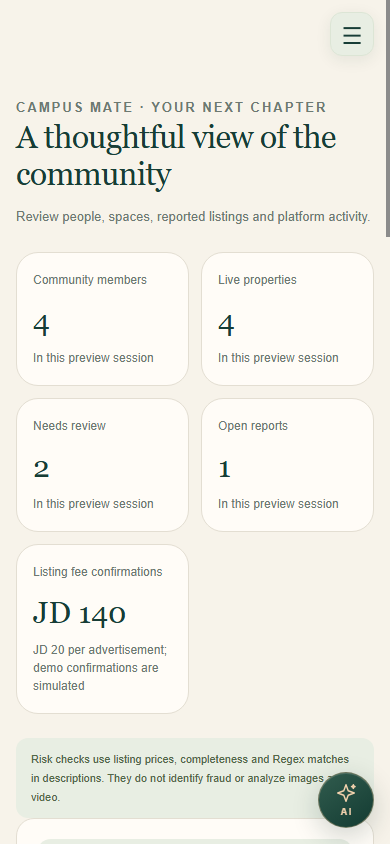 CAMPUS MATE · YOUR NEXT CHAPTER
A thoughtful view of the
community
Review people, spaces, reported listings and platform activity.
Community members
4
In this preview session
Live properties
4
In this preview session
Needs review
2
In this preview session
Open reports
1
In this preview session
Listing fee confirmations
JD 140
JD 20 per advertisement;
demo confirmations are
simulated
Risk checks use listing prices, completeness and Regex matches
in descriptions. They do not identify fraud or analyze images
video.
AI